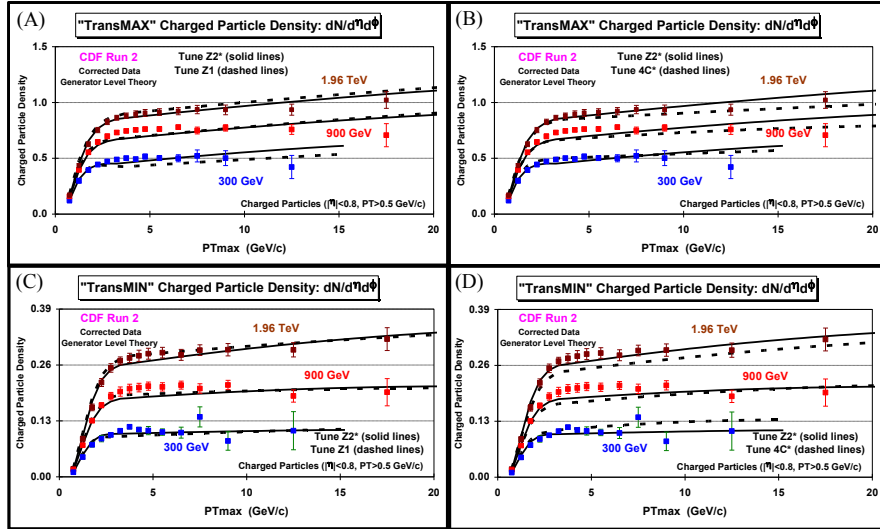 (A)
"TransMAX" Charged Particle Density: dN/dηdϕ
1.5
1.0
0.5
0.0
Charged Particle Density
CDF Run 2
Corrected Data
Generator Level Theory
Tune Z2* (solid lines)
Tune Z1 (dashed lines)
1.96 TeV
900 GeV
300 GeV
Charged Particles (|η|<0.8, PT>0.5 GeV/c)
0 5 10 15 20
PTmax (GeV/c)
(B)
"TransMAX" Charged Particle Density: dN/dηdϕ
1.5
1.0
0.5
0.0
Charged Particle Density
CDF Run 2
Corrected Data
Generator Level Theory
Tune Z2* (solid lines)
Tune 4C* (dashed lines)
1.96 TeV
900 GeV
300 GeV
Charged Particles (|η|<0.8, PT>0.5 GeV/c)
0 5 10 15 20
PTmax (GeV/c)
(C)
"TransMIN" Charged Particle Density: dN/dηdϕ
0.39
0.26
0.13
0.00
Charged Particle Density
CDF Run 2
Corrected Data
Generator Level Theory
1.96 TeV
900 GeV
300 GeV
Tune Z2* (solid lines)
Tune Z1 (dashed lines)
Charged Particles (|η|<0.8, PT>0.5 GeV/c)
0 5 10 15 20
PTmax (GeV/c)
(D)
"TransMIN" Charged Particle Density: dN/dηdϕ
0.39
0.26
0.13
0.00
Charged Particle Density
CDF Run 2
Corrected Data
Generator Level Theory
1.96 TeV
900 GeV
300 GeV
Tune Z2* (solid lines)
Tune 4C* (dashed lines)
Charged Particles (|η|<0.8, PT>0.5 GeV/c)
0 5 10 15 20
PTmax (GeV/c)